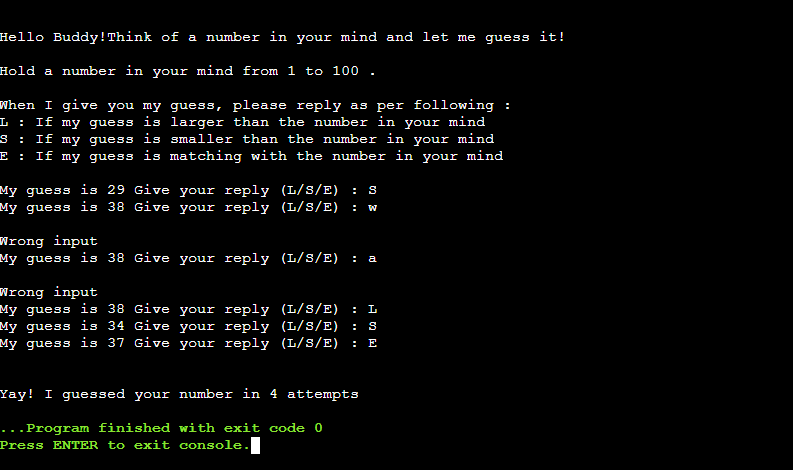 Hello Buddy!Think of a number in your mind and let me guess it!
Hold a number in your mind from 1 to 100 .
When I give you my guess, please reply as per following :
L : If my guess is larger than the number in your mind
S : If my guess is smaller than the number in your mind
E : If my guess is matching with the number in your mind
My guess is 29 Give your reply (L/S/E) : S
My guess is 38 Give your reply (L/S/E) : w
Wrong input
My guess is 38 Give your reply (L/S/E) : a
Wrong input
My guess is 38 Give your reply (L/S/E) : L
My guess is 34 Give your reply (L/S/E) : S
My guess is 37 Give your reply (L/S/E) : E
Yay! I guessed your number in 4 attempts
...Program finished with exit code 0
Press ENTER to exit console.